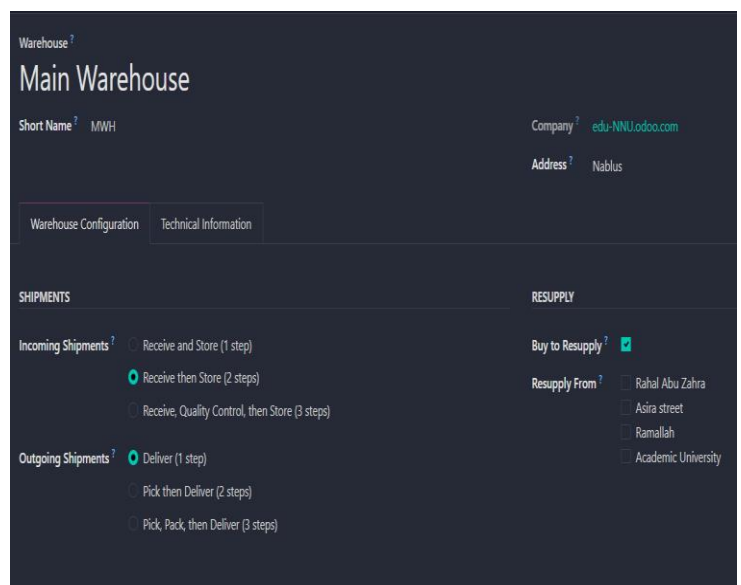 Warehouse ?
Main Warehouse
Short Name ? MWH
Company ? edu-NNU.odoo.com
Address ? Nablus
Warehouse Configuration
Technical Information
SHIPMENTS
RESUPPLY
Incoming Shipments ? Receive and Store (1 step)
Receive then Store (2 steps)
Receive, Quality Control, then Store (3 steps)
Outgoing Shipments ? Deliver (1 step)
Pick then Deliver (2 steps)
Pick, Pack, then Deliver (3 steps)
Buy to Resupply ?
Resupply From ? Rahal Abu Zahra
Asira street
Ramallah
Academic University